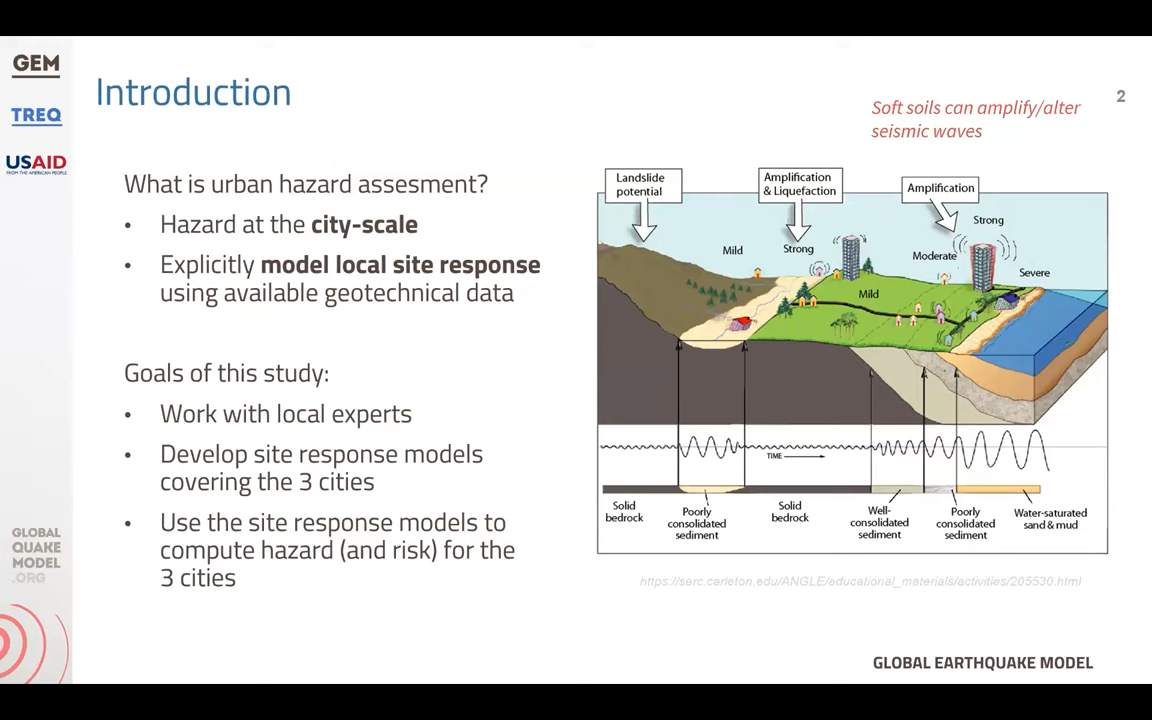 GEM
TREQ
USAID
FROM THE AMERICAN PEOPLE
Introduction
2
Soft soils can amplify/alter
seismic waves
What is urban hazard assesment?
• Hazard at the city-scale
• Explicitly model local site response
using available geotechnical data
Goals of this study:
• Work with local experts
• Develop site response models
covering the 3 cities
• Use the site response models to
compute hazard (and risk) for the
3 cities
Landslide
potential
Amplification
& Liquefaction
Amplification
Mild
Strong
Mild
Moderate
Strong
Severe
TIME
Solid
bedrock
Poorly
consolidated
sediment
Solid
bedrock
Well-
consolidated
sediment
Poorly
consolidated
sediment
Water-saturated
sand & mud
https://serc.carleton.edu/ANGLE/educational_materials/activities/205530.html
GLOBAL
QUAKE
MODEL
.ORG
GLOBAL EARTHQUAKE MODEL